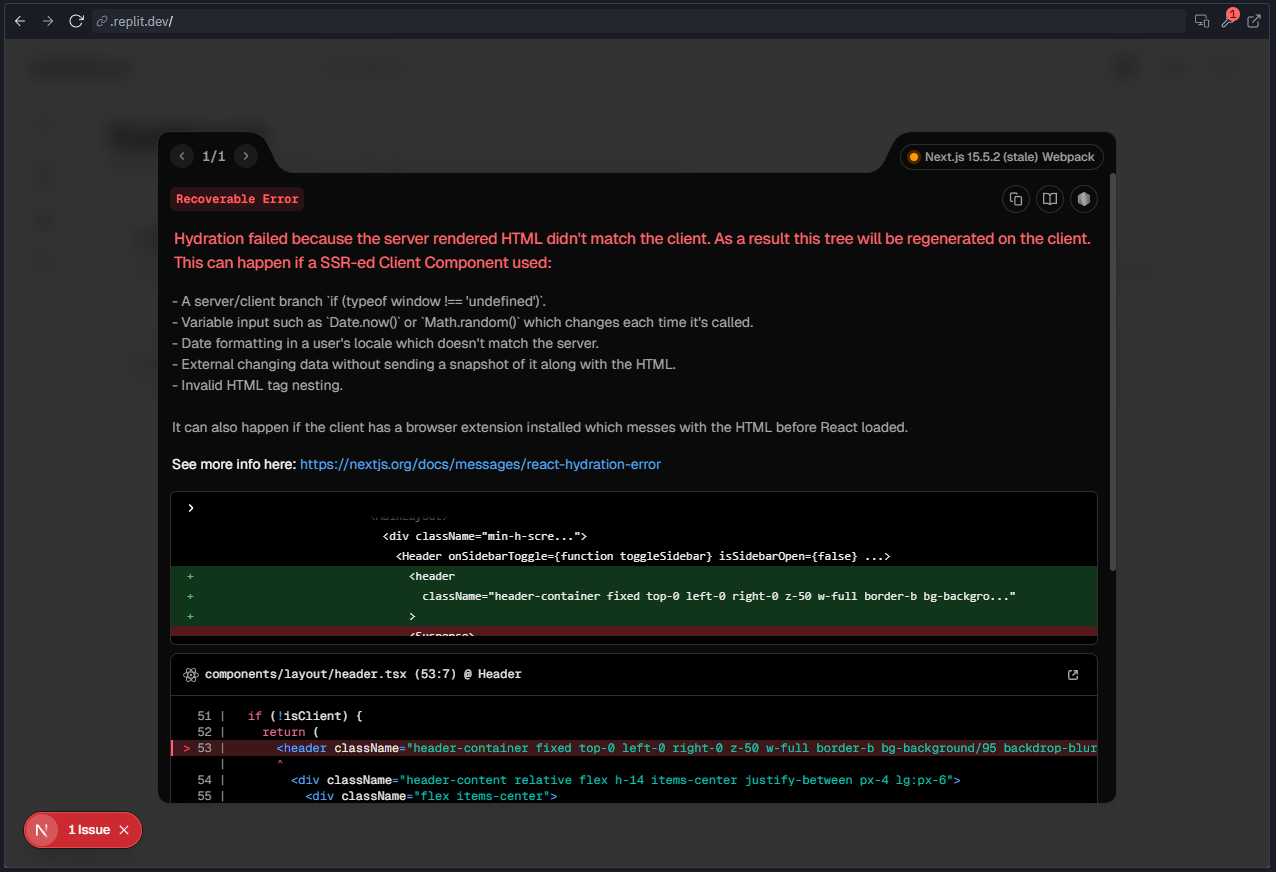 .replit.dev/
1
1/1
Next.js 15.5.2 (stale) Webpack
Recoverable Error
Hydration failed because the server rendered HTML didn't match the client. As a result this tree will be regenerated on the client.
This can happen if a SSR-ed Client Component used:
- A server/client branch `if (typeof window !== 'undefined')`.
- Variable input such as `Date.now()` or `Math.random()` which changes each time it's called.
- Date formatting in a user's locale which doesn't match the server.
- External changing data without sending a snapshot of it along with the HTML.
- Invalid HTML tag nesting.
It can also happen if the client has a browser extension installed which messes with the HTML before React loaded.
See more info here: https://nextjs.org/docs/messages/react-hydration-error
<MainLayout>
<div className="min-h-scre...">
<Header onSidebarToggle={function toggleSidebar} isSidebarOpen={false} ...>
+ <header
+ className="header-container fixed top-0 left-0 right-0 z-50 w-full border-b bg-backgro..."
+ >
<Suspense>
components/layout/header.tsx (53:7) @ Header
51 | if (!isClient) {
52 | return (
> 53 | <header className="header-container fixed top-0 left-0 right-0 z-50 w-full border-b bg-background/95 backdrop-blur
| ^
54 | <div className="header-content relative flex h-14 items-center justify-between px-4 lg:px-6">
55 | <div className="flex items-center">
N 1 Issue